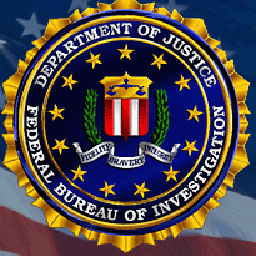 DEPARTMENT OF JUSTICE
FIDELITY BRAVERY INTEGRITY
FEDERAL BUREAU OF INVESTIGATION